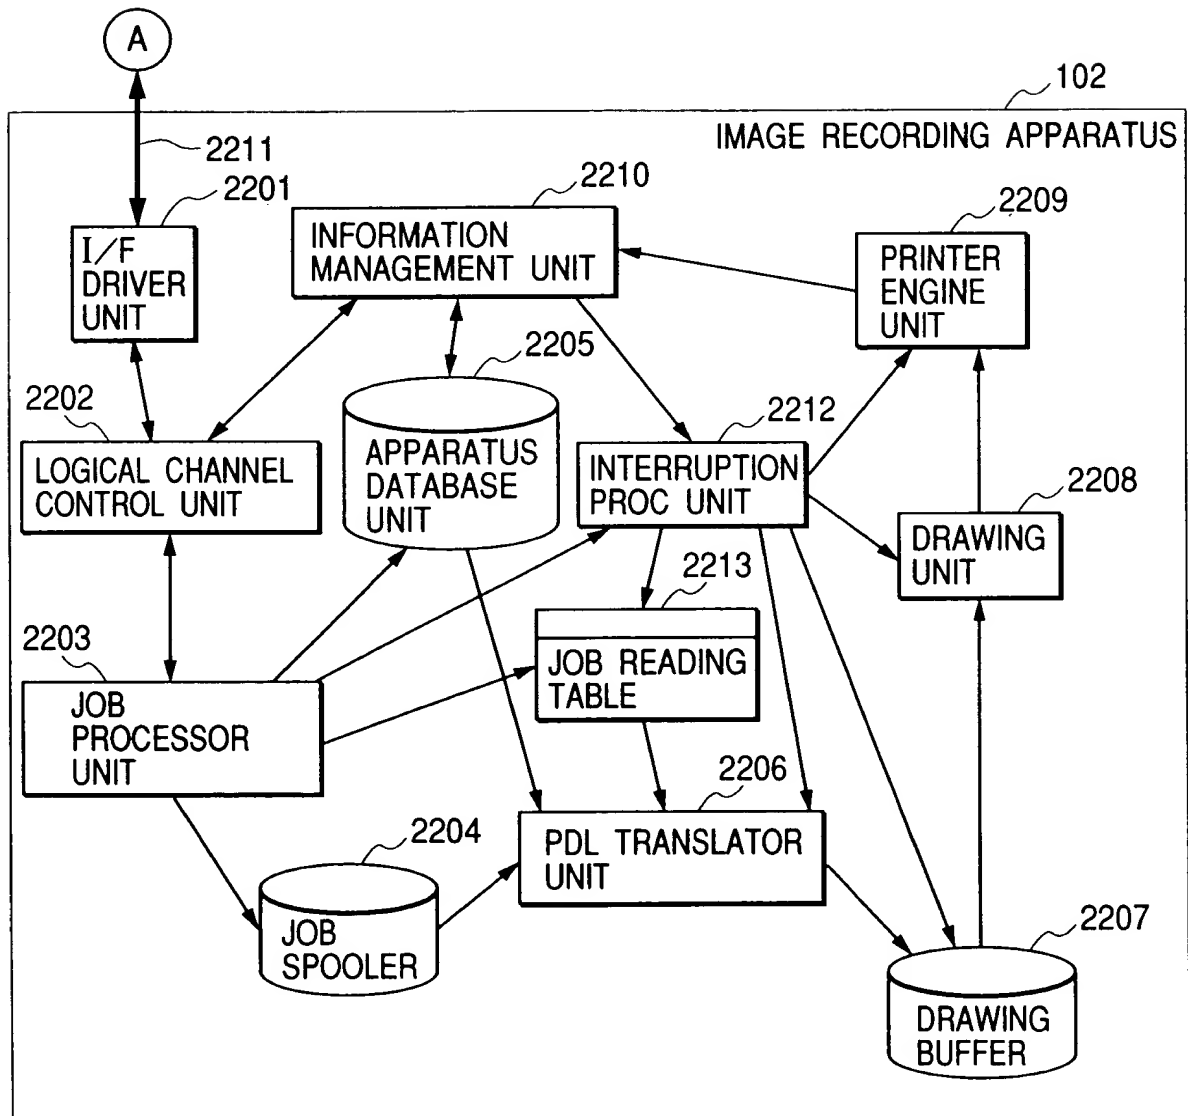 A
102
IMAGE RECORDING APPARATUS
2211
2201
2210
2209
I/F
DRIVER
UNIT
INFORMATION
MANAGEMENT UNIT
PRINTER
ENGINE
UNIT
2205
2202
2212
LOGICAL CHANNEL
CONTROL UNIT
APPARATUS
DATABASE
UNIT
INTERRUPTION
PROC UNIT
2208
DRAWING
UNIT
2213
2203
JOB READING
TABLE
JOB
PROCESSOR
UNIT
2206
2204
PDL TRANSLATOR
UNIT
2207
JOB
SPOOLER
DRAWING
BUFFER